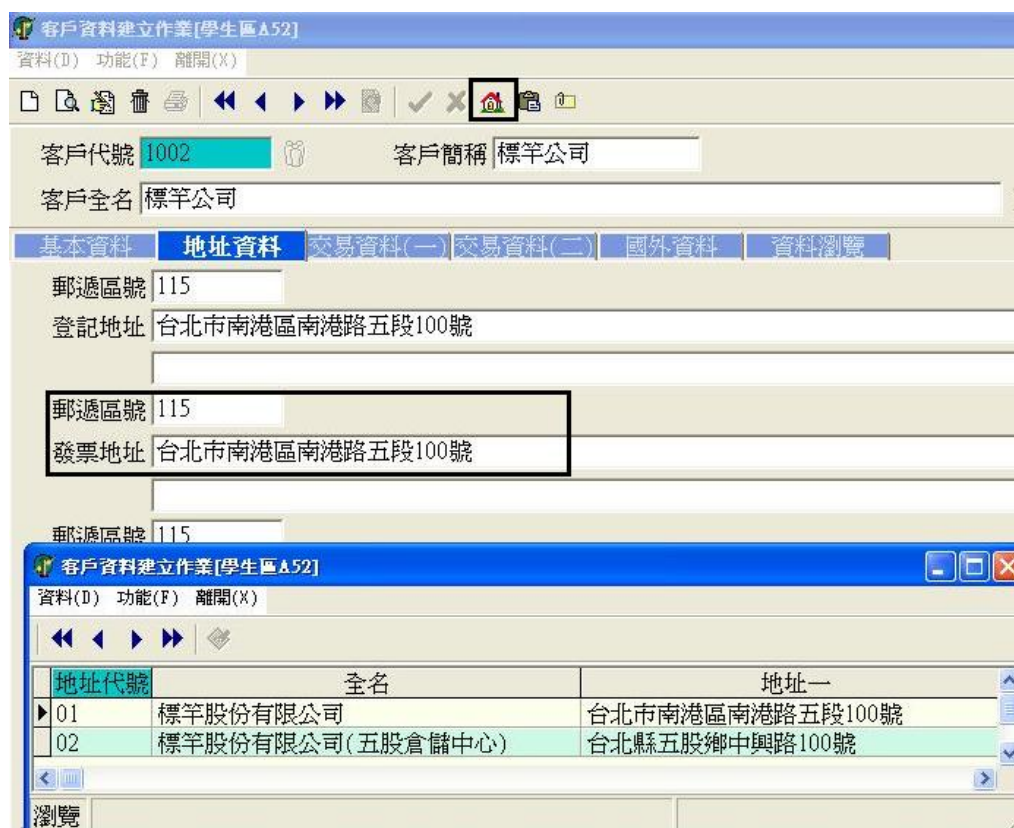 客戶資料建立作業[學生區A52]
資料(D) 功能(F) 離開(X)
客戶代號 1002 客戶簡稱 標竿公司
客戶全名 標竿公司
基本資料 地址資料 交易資料(一) 交易資料(二) 國外資料 資料瀏覽
郵遞區號 115
登記地址 台北市南港區南港路五段100號
郵遞區號 115
發票地址 台北市南港區南港路五段100號
郵遞區號 115
客戶資料建立作業[學生區A52]
資料(D) 功能(F) 離開(X)
地址代號 全名 地址一
01 標竿股份有限公司 台北市南港區南港路五段100號
02 標竿股份有限公司(五股倉儲中心) 台北縣五股鄉中興路100號
瀏覽